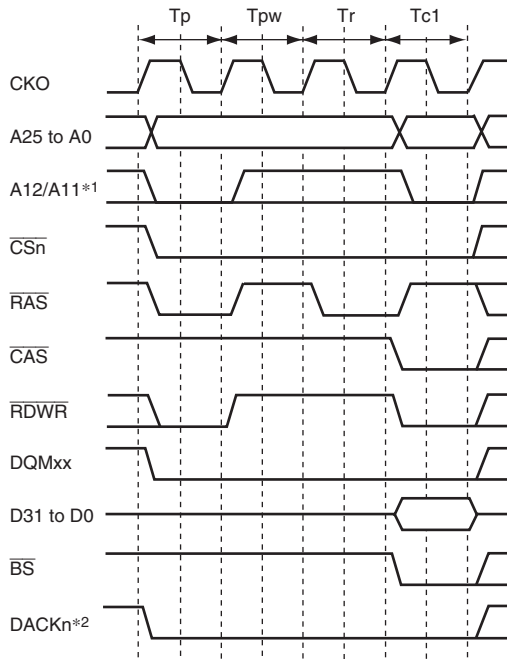 Tp Tpw Tr Tc1
CKO
A25 to A0
A12/A11*1
CSn
RAS
CAS
RDWR
DQMxx
D31 to D0
BS
DACKn*2